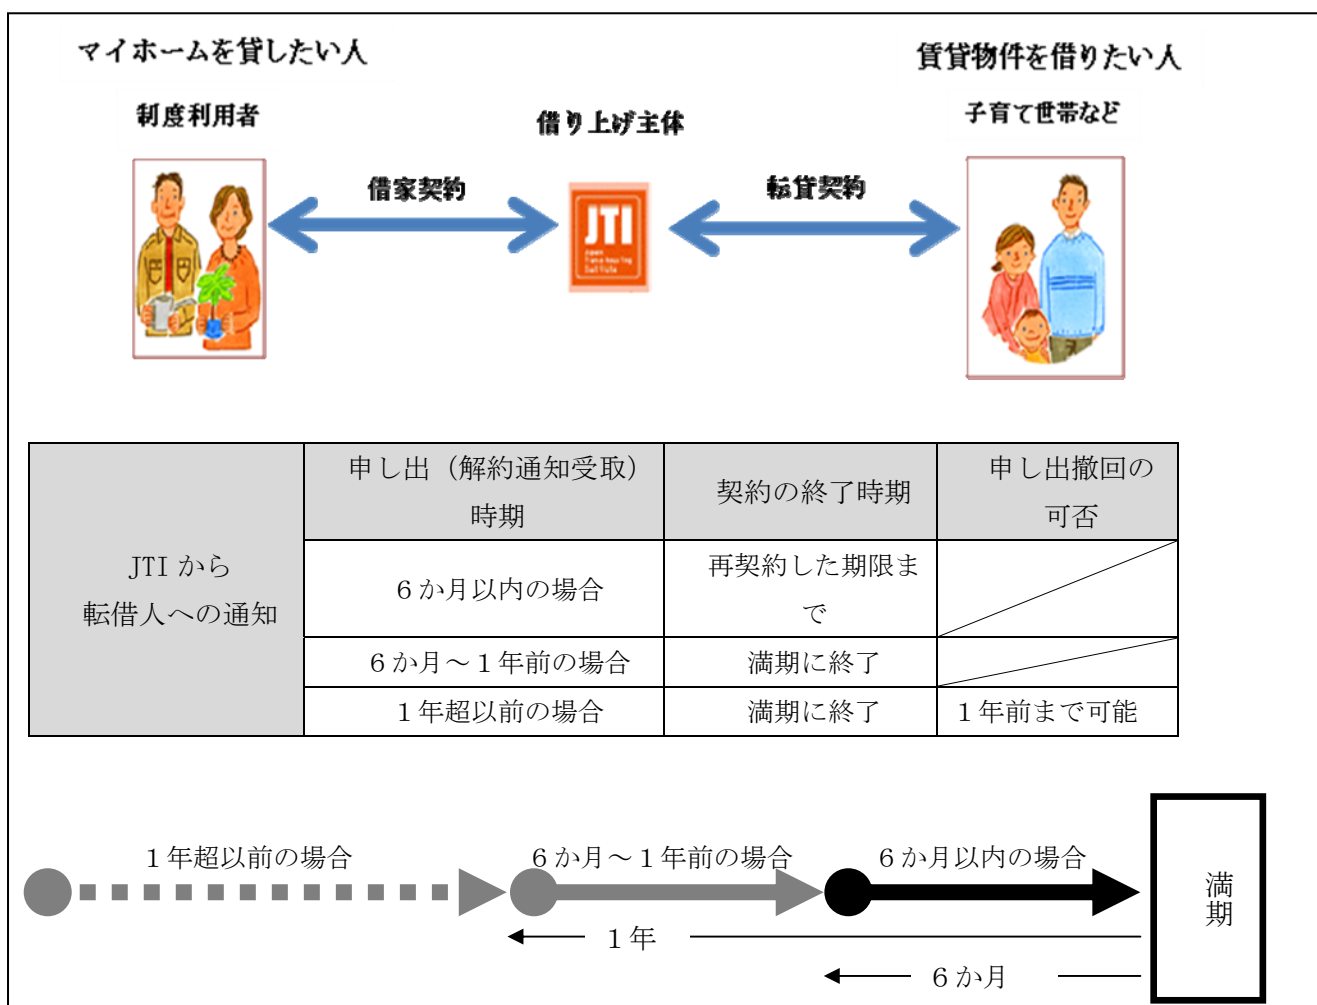 マイホームを貸したい人
賃貸物件を借りたい人
制度利用者
借り上げ主体
子育て世帯など
借家契約
転貸契約
JTI
Japan
Trans-housing
Institute
JTI から
転借人への通知
申し出（解約通知受取）
時期
契約の終了時期
申し出撤回の
可否
６か月以内の場合
再契約した期限ま
で
６か月～１年前の場合
満期に終了
１年超以前の場合
満期に終了
１年前まで可能
１年超以前の場合
６か月～１年前の場合
６か月以内の場合
満期
１年
６か月